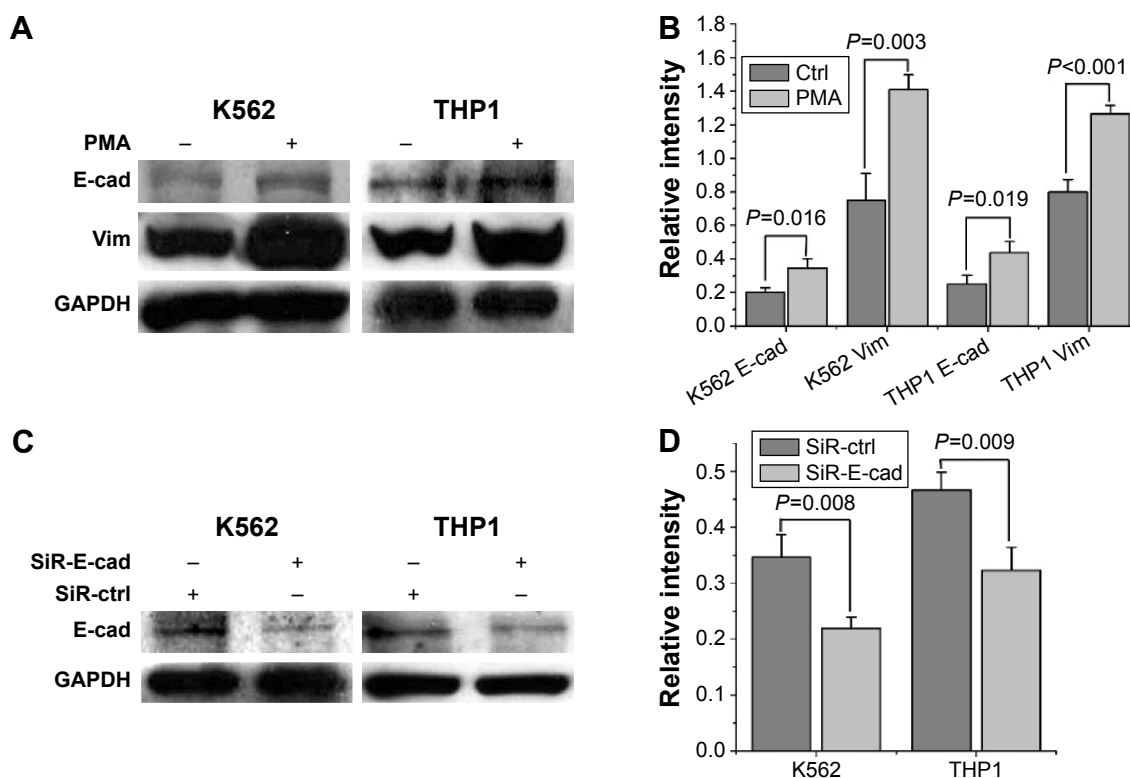 A
K562 THP1
PMA – + – +
E-cad
Vim
GAPDH
B
Relative intensity
1.8
1.6
1.4
1.2
1.0
0.8
0.6
0.4
0.2
0.0
Ctrl
PMA
P=0.016
P=0.003
P=0.019
P<0.001
K562 E-cad
K562 Vim
THP1 E-cad
THP1 Vim
C
K562 THP1
SiR-E-cad – + – +
SiR-ctrl + – + –
E-cad
GAPDH
D
Relative intensity
0.5
0.4
0.3
0.2
0.1
0.0
SiR-ctrl
SiR-E-cad
P=0.008
P=0.009
K562 THP1